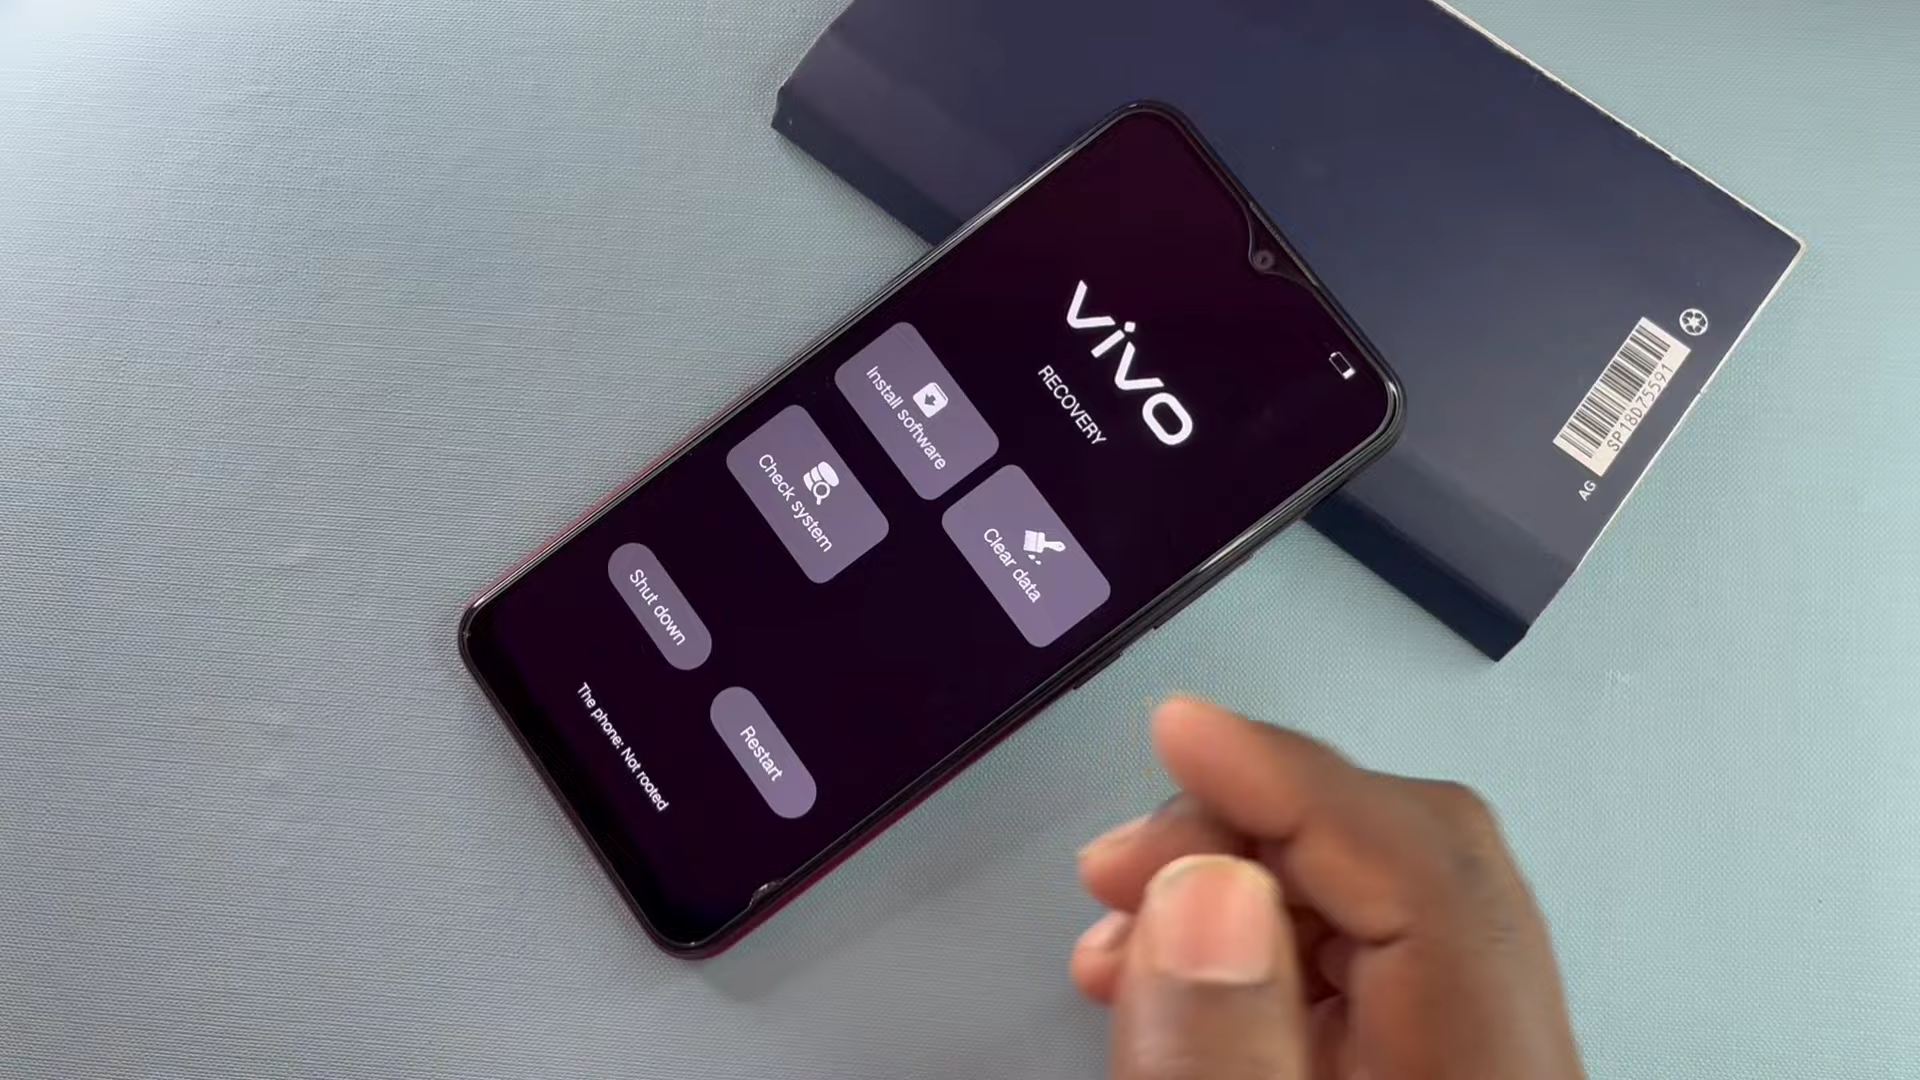 vivo
RECOVERY
Install software
Clear data
Check system
Shut down
Restart
The phone: Not rooted
SP18D75591
AG